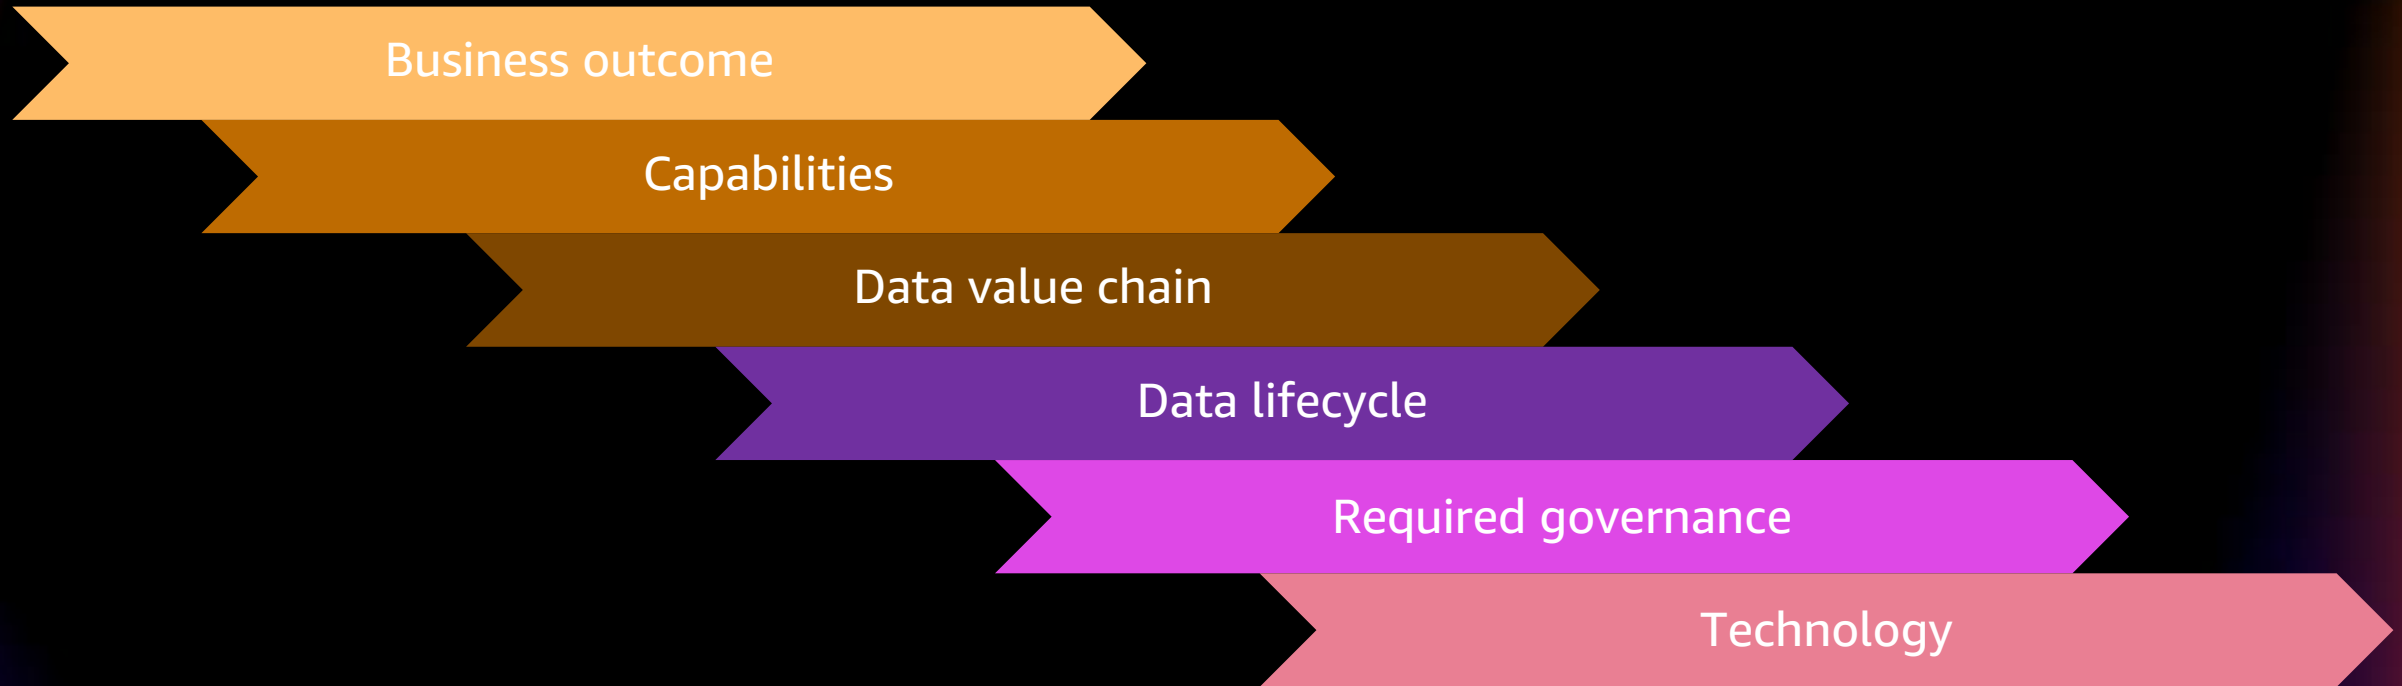 Business outcome
Capabilities
Data value chain
Data lifecycle
Required governance
Technology